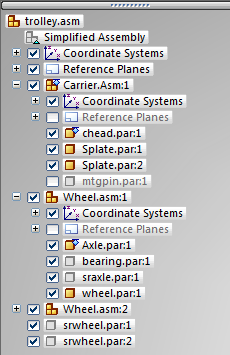 trolley.asm
Simplified Assembly
Coordinate Systems
Reference Planes
Carrier.Asm:1
Coordinate Systems
Reference Planes
chead.par:1
Splate.par:1
Splate.par:2
mtgpin.par:1
Wheel.asm:1
Coordinate Systems
Reference Planes
Axle.par:1
bearing.par:1
sraxle.par:1
wheel.par:1
Wheel.asm:2
srwheel.par:1
srwheel.par:2